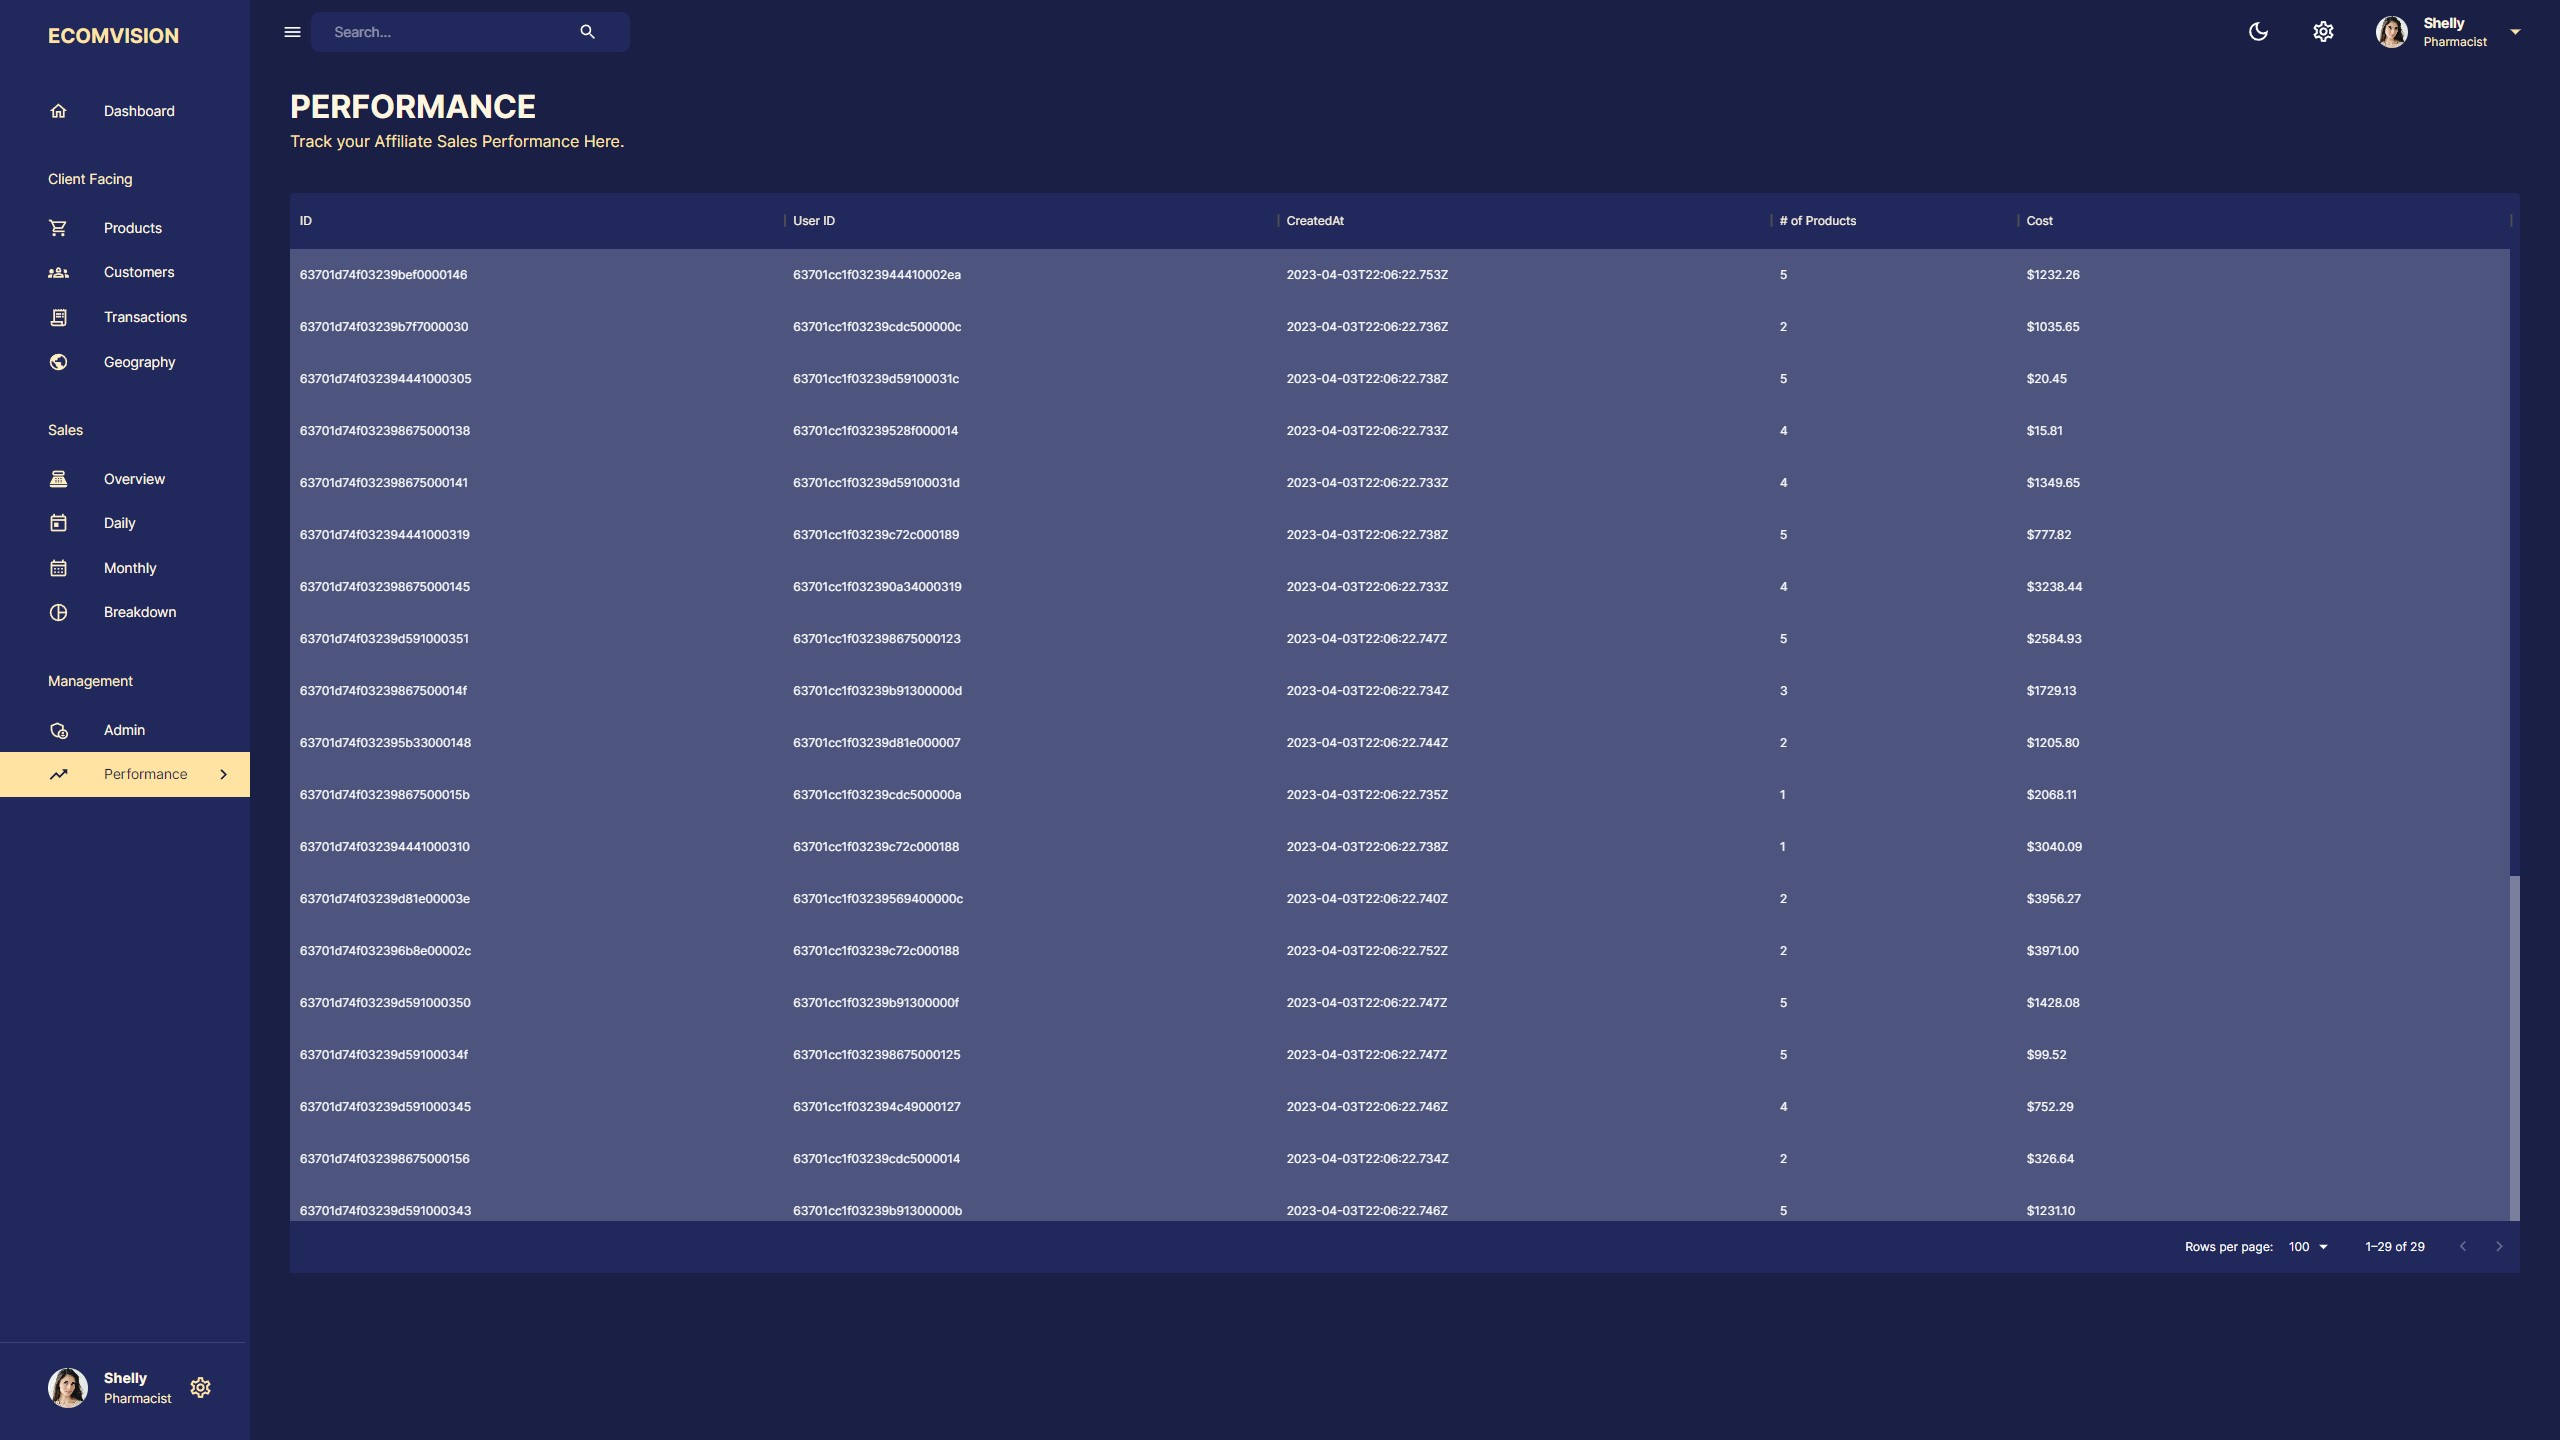 ECOMVISION
Search...
Shelly
Pharmacist
Dashboard
Client Facing
Products
Customers
Transactions
Geography
Sales
Overview
Daily
Monthly
Breakdown
Management
Admin
Performance
Shelly
Pharmacist
PERFORMANCE
Track your Affiliate Sales Performance Here.
ID User ID CreatedAt # of Products Cost
63701d74f03239bef0000146 63701cc1f0323944410002ea 2023-04-03T22:06:22.753Z 5 $1232.26
63701d74f03239b7f7000030 63701cc1f03239cdc500000c 2023-04-03T22:06:22.736Z 2 $1035.65
63701d74f032394441000305 63701cc1f03239d59100031c 2023-04-03T22:06:22.738Z 5 $20.45
63701d74f032398675000138 63701cc1f03239528f000014 2023-04-03T22:06:22.733Z 4 $15.81
63701d74f032398675000141 63701cc1f03239d59100031d 2023-04-03T22:06:22.733Z 4 $1349.65
63701d74f032394441000319 63701cc1f03239c72c000189 2023-04-03T22:06:22.738Z 5 $777.82
63701d74f032398675000145 63701cc1f032390a34000319 2023-04-03T22:06:22.733Z 4 $3238.44
63701d74f03239d591000351 63701cc1f032398675000123 2023-04-03T22:06:22.747Z 5 $2584.93
63701d74f03239867500014f 63701cc1f03239b91300000d 2023-04-03T22:06:22.734Z 3 $1729.13
63701d74f032395b33000148 63701cc1f03239d81e000007 2023-04-03T22:06:22.744Z 2 $1205.80
63701d74f03239867500015b 63701cc1f03239cdc500000a 2023-04-03T22:06:22.735Z 1 $2068.11
63701d74f032394441000310 63701cc1f03239c72c000188 2023-04-03T22:06:22.738Z 1 $3040.09
63701d74f03239d81e00003e 63701cc1f03239569400000c 2023-04-03T22:06:22.740Z 2 $3956.27
63701d74f032396b8e00002c 63701cc1f03239c72c000188 2023-04-03T22:06:22.752Z 2 $3971.00
63701d74f03239d591000350 63701cc1f03239b91300000f 2023-04-03T22:06:22.747Z 5 $1428.08
63701d74f03239d59100034f 63701cc1f032398675000125 2023-04-03T22:06:22.747Z 5 $99.52
63701d74f03239d591000345 63701cc1f032394c49000127 2023-04-03T22:06:22.746Z 4 $752.29
63701d74f032398675000156 63701cc1f03239cdc5000014 2023-04-03T22:06:22.734Z 2 $326.64
63701d74f03239d591000343 63701cc1f03239b91300000b 2023-04-03T22:06:22.746Z 5 $1231.10
Rows per page: 100 1–29 of 29